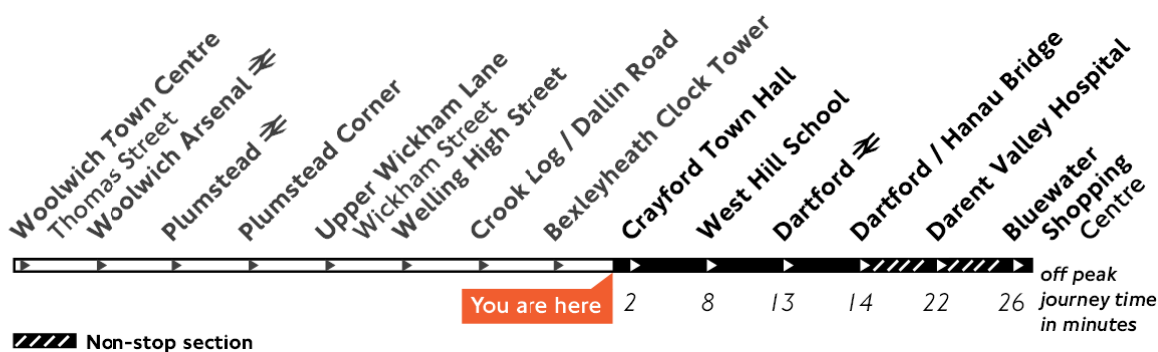 Woolwich Town Centre
Thomas Street
Woolwich Arsenal
Plumstead
Plumstead Corner
Upper Wickham Lane
Wickham Street
Welling High Street
Crook Log / Dallin Road
Bexleyheath Clock Tower
Crayford Town Hall
West Hill School
Dartford
Dartford / Hanau Bridge
Darent Valley Hospital
Bluewater
Shopping
Centre
You are here
2 8 13 14 22 26
off peak
journey time
in minutes
Non-stop section